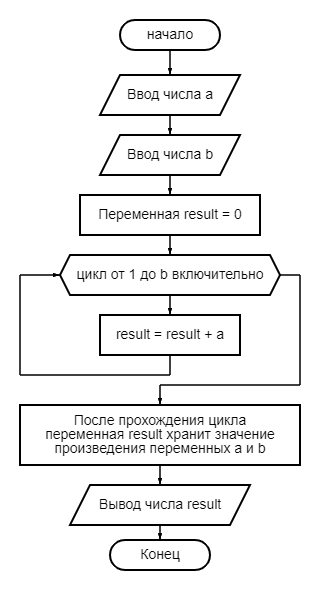 начало
Ввод числа a
Ввод числа b
Переменная result = 0
цикл от 1 до b включительно
result = result + a
После прохождения цикла
переменная result хранит значение
произведения переменных a и b
Вывод числа result
Конец